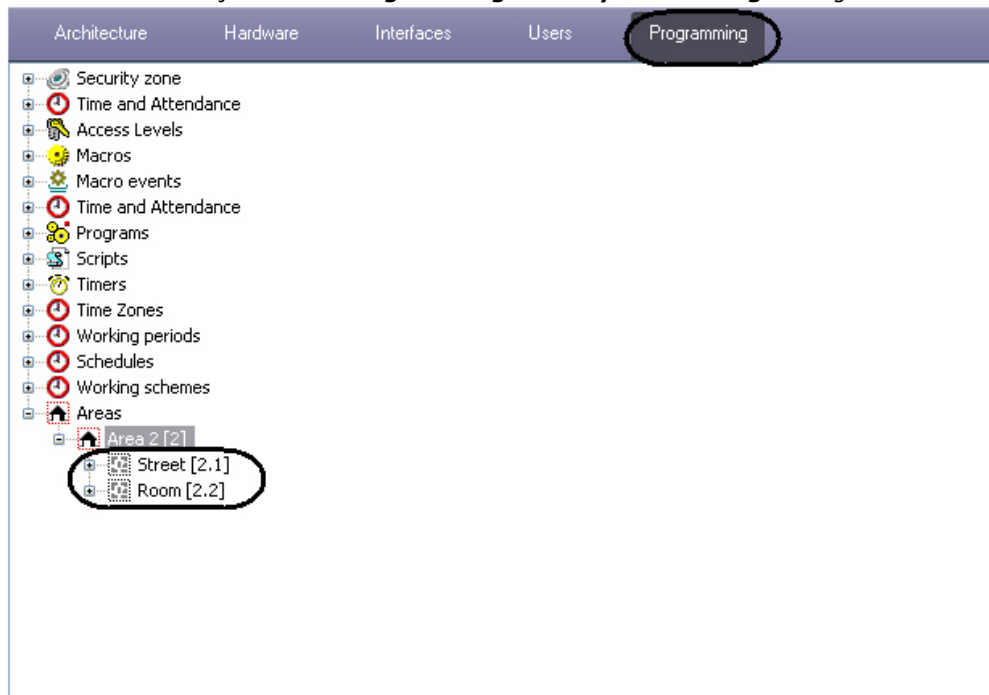 Architecture Hardware Interfaces Users Programming
Security zone
Time and Attendance
Access Levels
Macros
Macro events
Time and Attendance
Programs
Scripts
Timers
Time Zones
Working periods
Schedules
Working schemes
Areas
Area 2 [2]
Street [2.1]
Room [2.2]